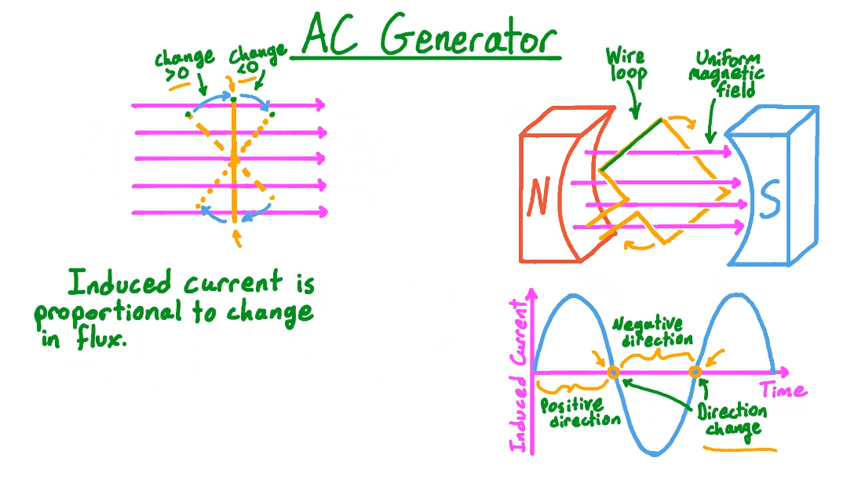 AC Generator
change
>0
change
<0
Wire
loop
Uniform
magnetic
field
N
S
Induced current is
proportional to change
in flux.
Induced Current
Negative
direction
Time
Positive
direction
Direction
change